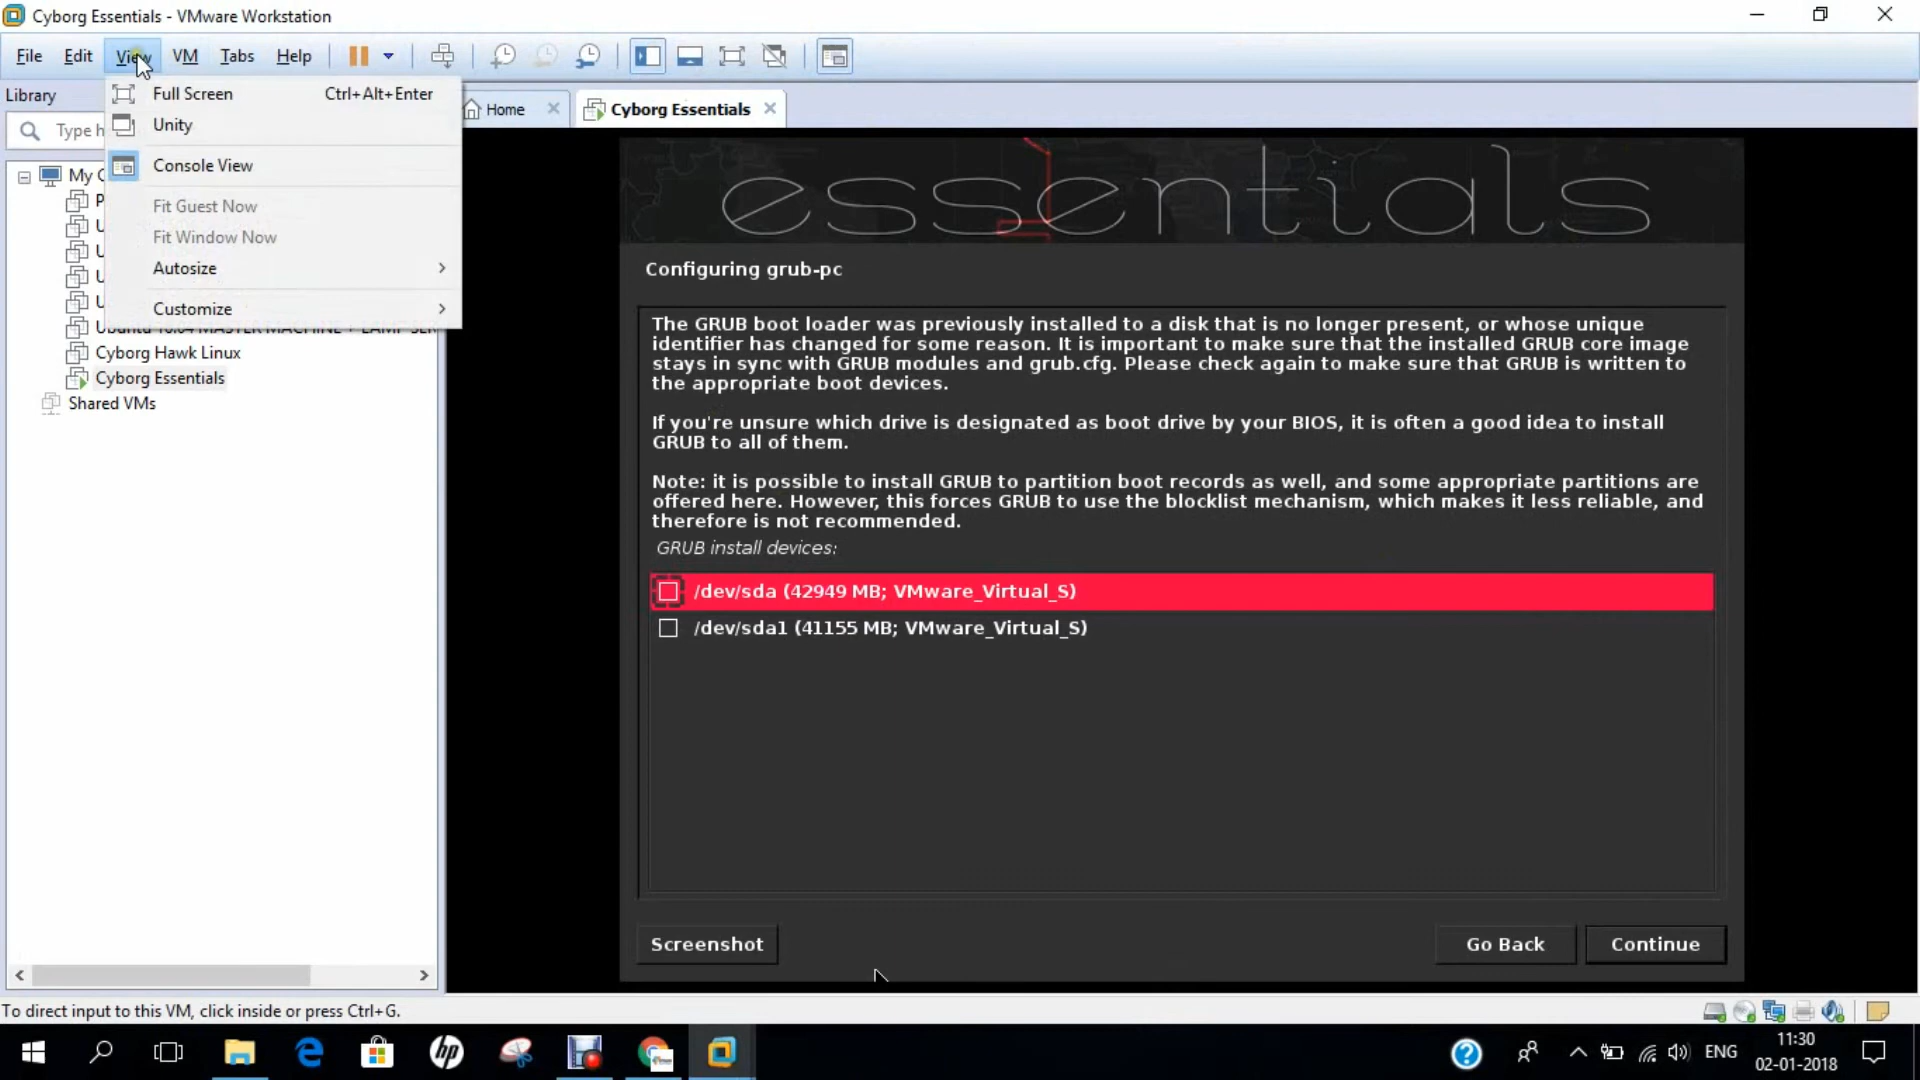 Cyborg Essentials - VMware Workstation
File Edit View VM Tabs Help
Library
Type h
Full Screen Ctrl+Alt+Enter
Unity
Console View
Fit Guest Now
Fit Window Now
Autosize
Customize
My C
P
U
U
U
U
Cyborg Hawk Linux
Cyborg Essentials
Shared VMs
Home
Cyborg Essentials
essentials
Configuring grub-pc
The GRUB boot loader was previously installed to a disk that is no longer present, or whose unique
identifier has changed for some reason. It is important to make sure that the installed GRUB core image
stays in sync with GRUB modules and grub.cfg. Please check again to make sure that GRUB is written to
the appropriate boot devices.
If you're unsure which drive is designated as boot drive by your BIOS, it is often a good idea to install
GRUB to all of them.
Note: it is possible to install GRUB to partition boot records as well, and some appropriate partitions are
offered here. However, this forces GRUB to use the blocklist mechanism, which makes it less reliable, and
therefore is not recommended.
GRUB install devices:
/dev/sda (42949 MB; VMware_Virtual_S)
/dev/sda1 (41155 MB; VMware_Virtual_S)
Screenshot
Go Back
Continue
To direct input to this VM, click inside or press Ctrl+G.
hp
ENG
11:30
02-01-2018